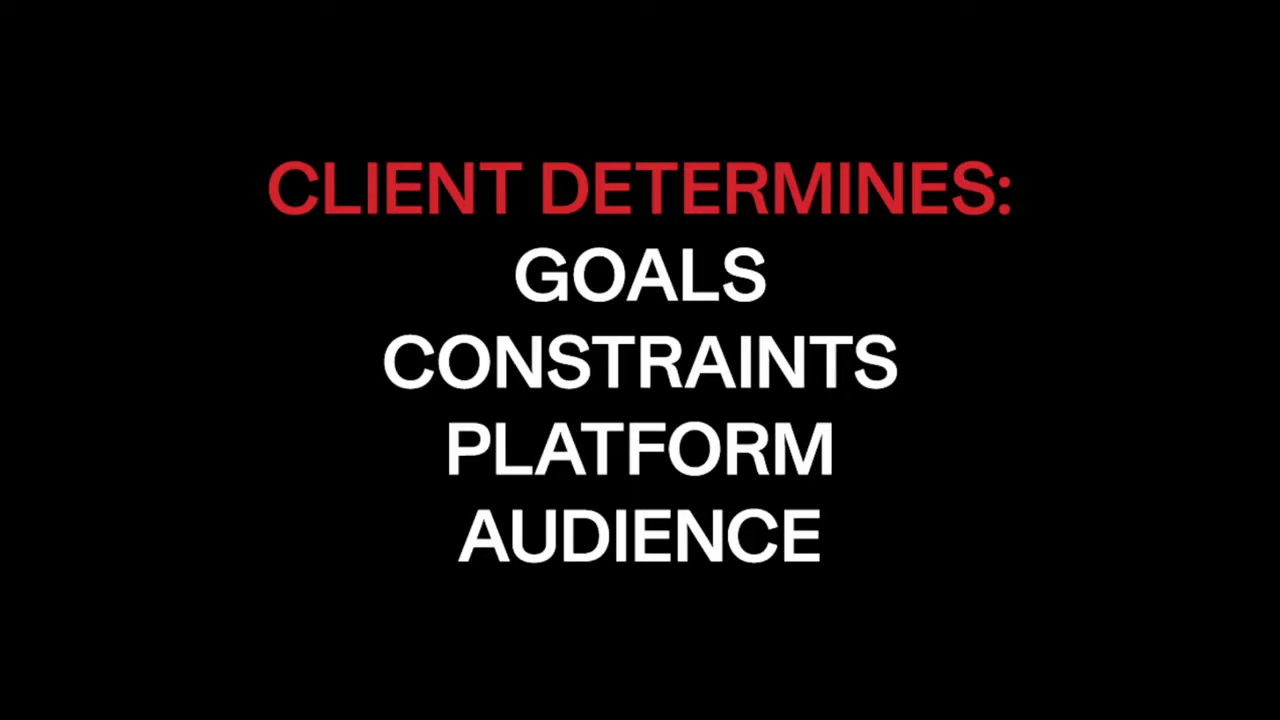 CLIENT DETERMINES:
GOALS
CONSTRAINTS
PLATFORM
AUDIENCE